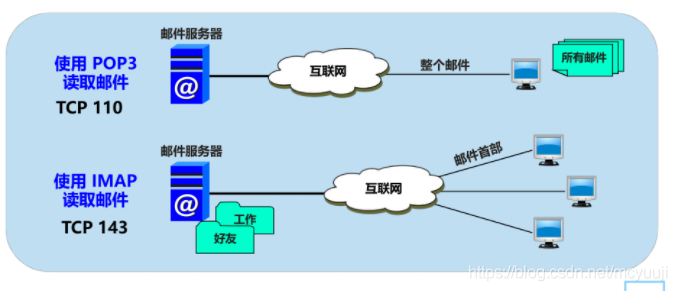 邮件服务器
使用 POP3
读取邮件
TCP 110
@
互联网
整个邮件
所有邮件
邮件服务器
使用 IMAP
读取邮件
TCP 143
@
工作
好友
互联网
邮件首部
https://blog.csdn.net/mcyuuji